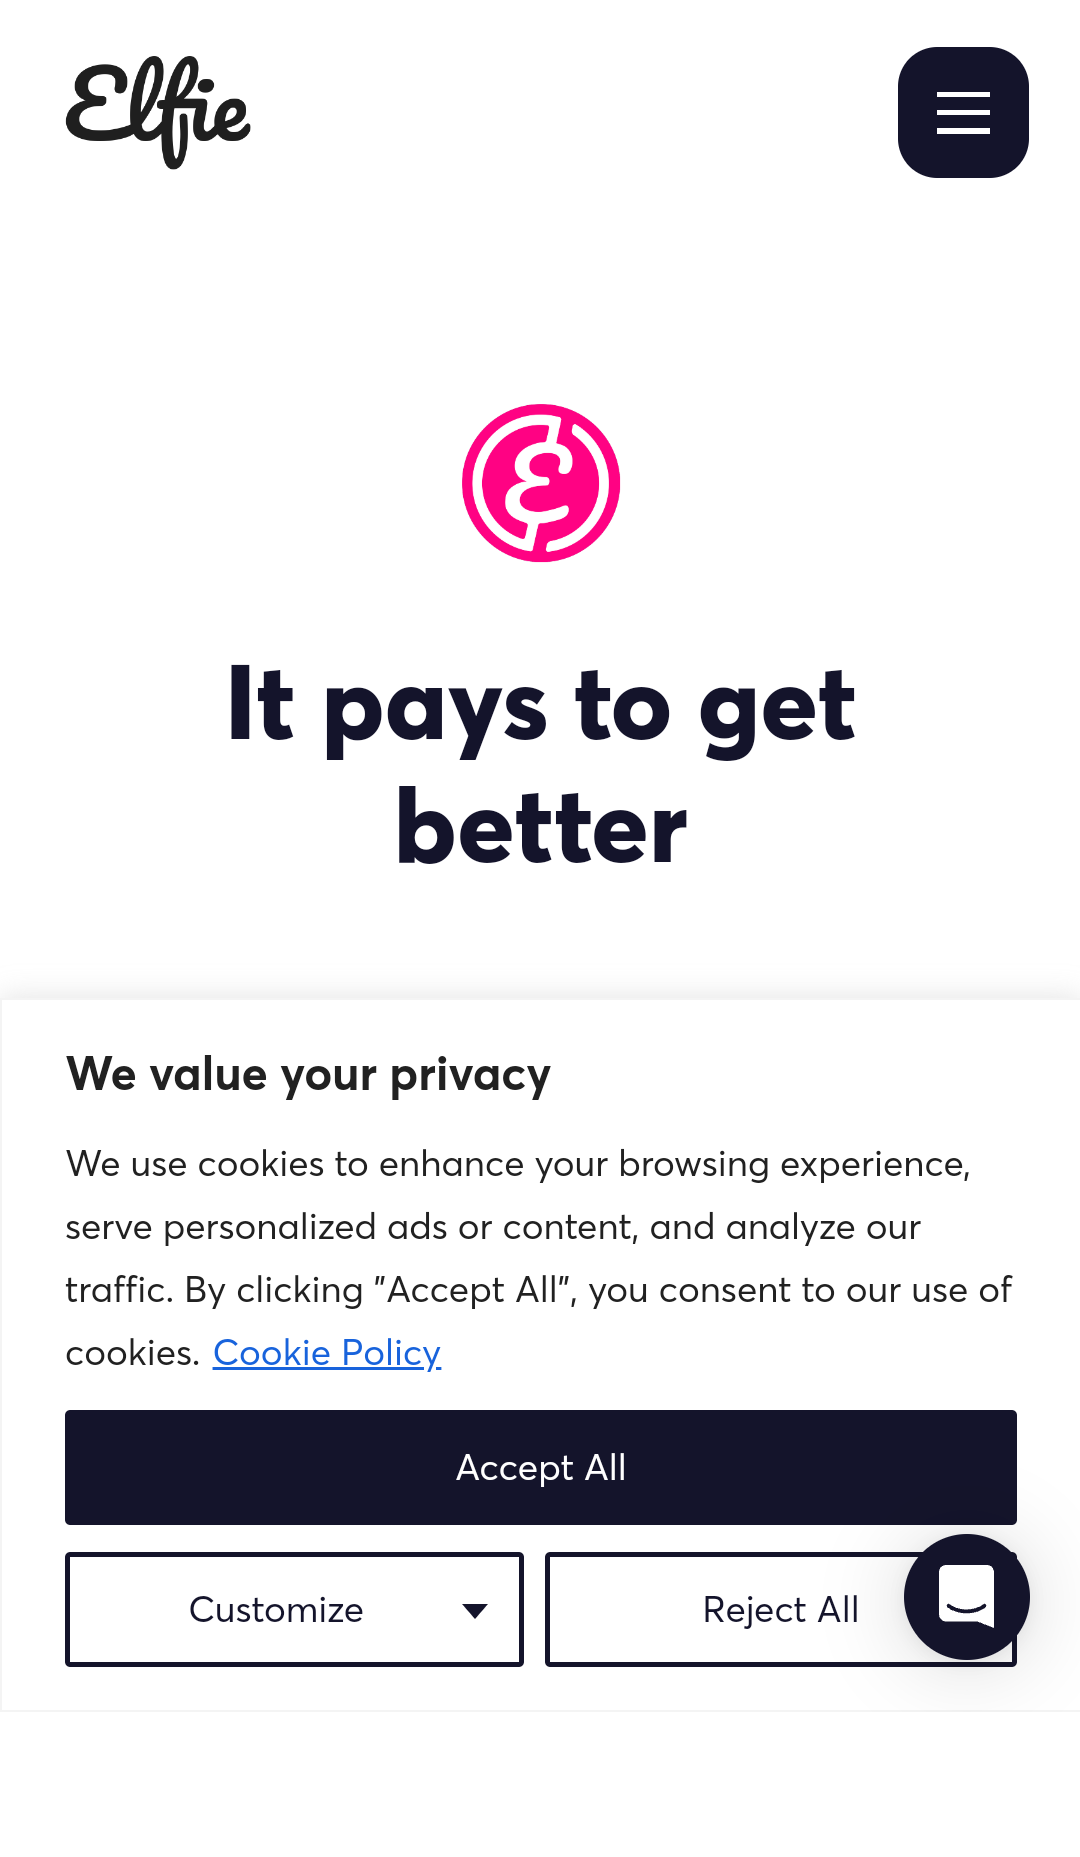 Elfie
It pays to get
better
We value your privacy
We use cookies to enhance your browsing experience,
serve personalized ads or content, and analyze our
traffic. By clicking "Accept All", you consent to our use of
cookies. Cookie Policy
Accept All
Customize
Reject All